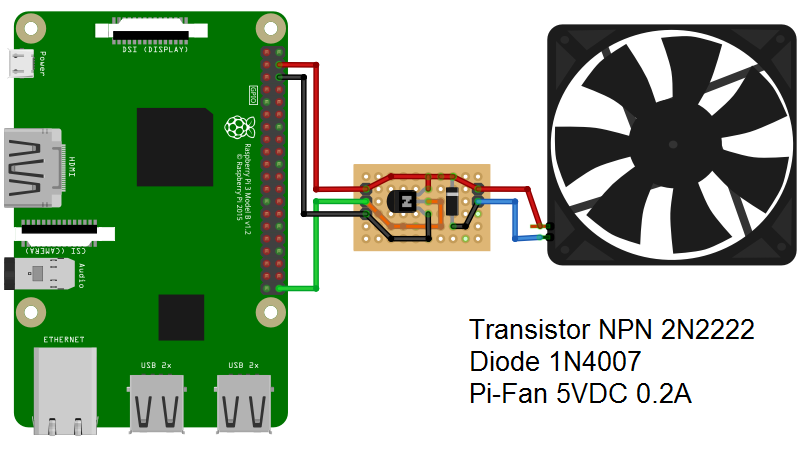 DSI (DISPLAY)
Power
GPIO
HDMI
Raspberry Pi 3 Model B v1.2
© Raspberry Pi 2015
CSI (CAMERA)
Audio
ETHERNET
USB 2x
USB 2x
N
Transistor NPN 2N2222
Diode 1N4007
Pi-Fan 5VDC 0.2A